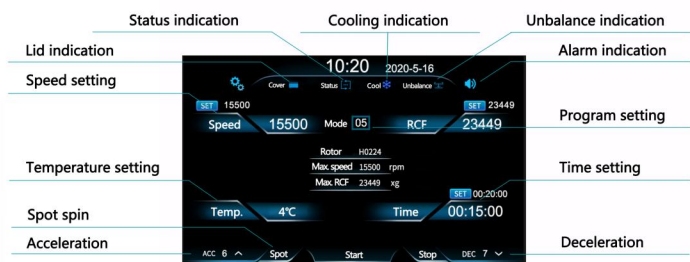 Status indication
Cooling indication
Unbalance indication
Lid indication
Alarm indication
10:20 2020-5-16
Speed setting
Cover Status Cool Unbalance
SET 15500
SET 23449
Speed 15500 Mode 05 RCF 23449
Program setting
Rotor H0224
Max. speed 15500 rpm
Max. RCF 23449 xg
Temperature setting
Time setting
SET 00:20:00
Temp. 4°C Time 00:15:00
Spot spin
Acceleration
Deceleration
ACC 6 Spot Start Stop DEC 7